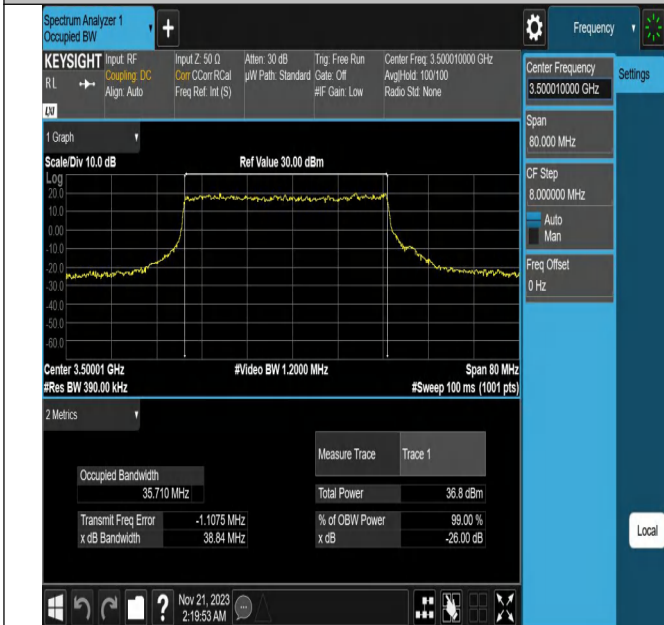 Spectrum Analyzer 1
Occupied BW
+
Frequency
KEYSIGHT
RL
LXI
Input: RF
Coupling: DC
Align: Auto
Input Z: 50 Ω
Corr CCorr RCal
Freq Ref: Int (S)
Atten: 30 dB
µW Path: Standard
Trig: Free Run
Gate: Off
#IF Gain: Low
Center Freq: 3.500010000 GHz
Avg|Hold: 100/100
Radio Std: None
Center Frequency
3.500010000 GHz
Settings
Span
80.000 MHz
CF Step
8.000000 MHz
Auto
Man
Freq Offset
0 Hz
1 Graph
Scale/Div 10.0 dB
Ref Value 30.00 dBm
Log
20.0
10.0
0.00
-10.0
-20.0
-30.0
-40.0
-50.0
-60.0
Center 3.50001 GHz
#Video BW 1.2000 MHz
Span 80 MHz
#Res BW 390.00 kHz
#Sweep 100 ms (1001 pts)
2 Metrics
Measure Trace
Trace 1
Occupied Bandwidth
35.710 MHz
Total Power
36.8 dBm
Transmit Freq Error
-1.1075 MHz
% of OBW Power
99.00 %
x dB Bandwidth
38.84 MHz
x dB
-26.00 dB
Local
?
Nov 21, 2023
2:19:53 AM